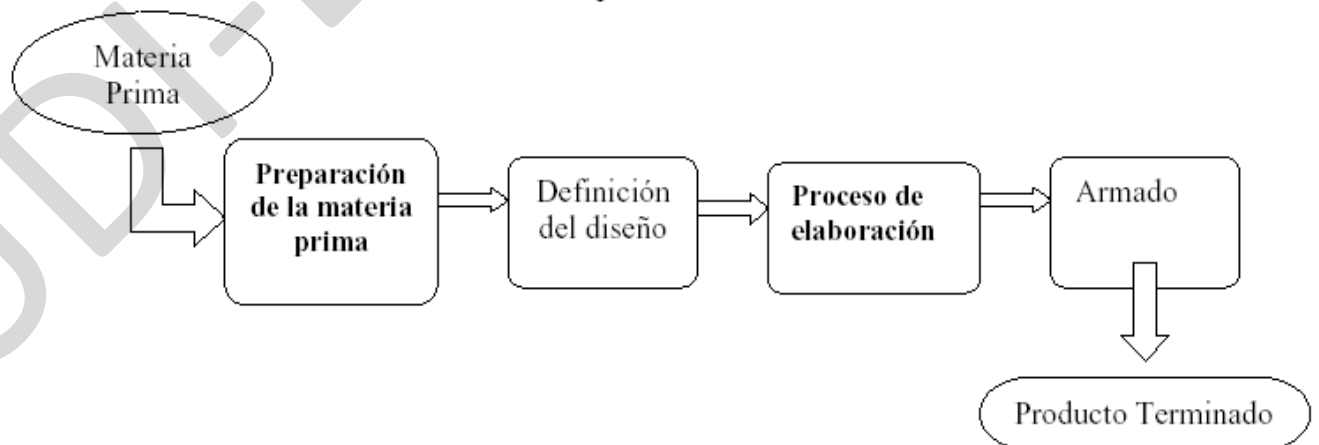 Materia
Prima
Preparación
de la materia
prima
Definición
del diseño
Proceso de
elaboración
Armado
Producto Terminado